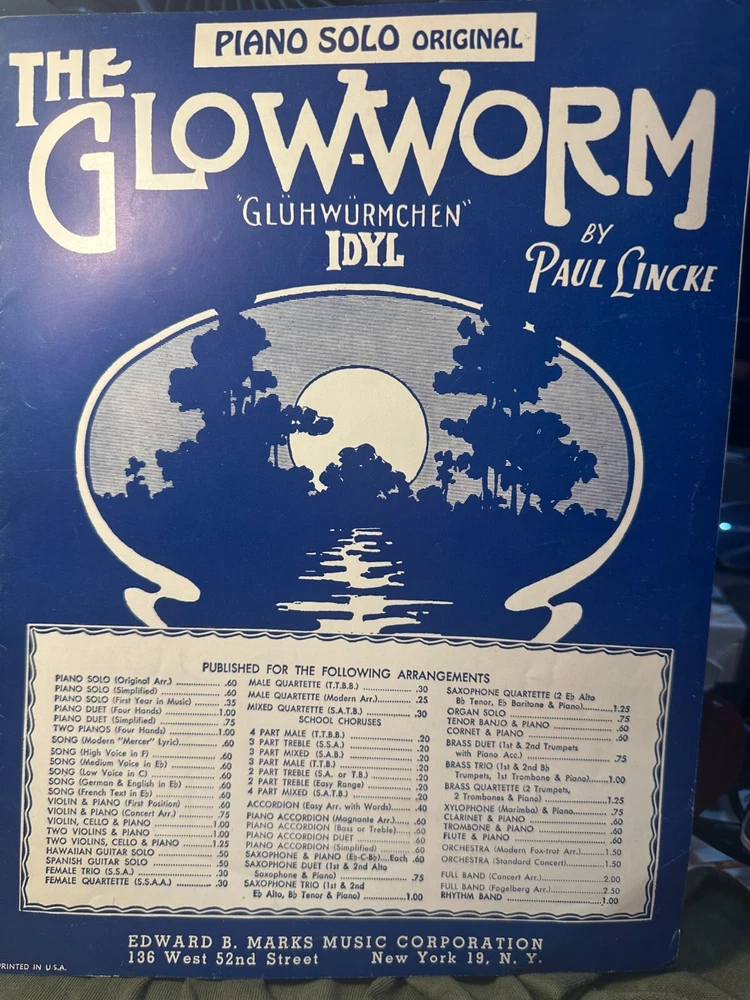 PIANO SOLO ORIGINAL
THE
GLOW-WORM
"GLÜHWÜRMCHEN"
IDYL
BY
PAUL LINCKE
PUBLISHED FOR THE FOLLOWING ARRANGEMENTS
PIANO SOLO (Original Arr.) .60
PIANO SOLO (Simplified) .60
PIANO SOLO (First Year in Music) .35
PIANO DUET (Four Hands) 1.00
PIANO DUET (Simplified) .75
TWO PIANOS (Four Hands) 1.00
SONG (Modern "Mercer" Lyric) .60
SONG (High Voice in F) .60
SONG (Medium Voice in E♭) .60
SONG (Low Voice in C) .60
SONG (German & English in E♭) .60
SONG (French Text in E♭) .60
VIOLIN & PIANO (First Position) .60
VIOLIN & PIANO (Concert Arr.) .75
VIOLIN, CELLO & PIANO 1.00
TWO VIOLINS & PIANO 1.00
TWO VIOLINS, CELLO & PIANO 1.25
HAWAIIAN GUITAR SOLO .50
SPANISH GUITAR SOLO .50
FEMALE TRIO (S.S.A.) .30
FEMALE QUARTETTE (S.S.A.A.) .30
MALE QUARTETTE (T.T.B.B.) .30
MALE QUARTETTE (Modern Arr.) .25
MIXED QUARTETTE (S.A.T.B.) .30
SCHOOL CHORUSES
4 PART MALE (T.T.B.B.) .20
3 PART TREBLE (S.S.A.) .20
3 PART MIXED (S.A.B.) .20
3 PART MALE (T.T.B.) .20
2 PART TREBLE (S.A. or T.B.) .20
2 PART TREBLE (Easy Range) .20
4 PART MIXED (S.A.T.B.) .20
ACCORDION (Easy Arr. with Words) .40
PIANO ACCORDION (Magnante Arr.) .60
PIANO ACCORDION (Bass or Treble) .60
PIANO ACCORDION DUET .60
PIANO ACCORDION (Simplified) .60
SAXOPHONE & PIANO (E♭-C-B♭) Each .60
SAXOPHONE DUET (1st & 2nd Alto
Saxophone & Piano) .75
SAXOPHONE TRIO (1st & 2nd
E♭ Alto, B♭ Tenor & Piano) 1.00
SAXOPHONE QUARTETTE (2 E♭ Alto
B♭ Tenor, E♭ Baritone & Piano) 1.25
ORGAN SOLO .75
TENOR BANJO & PIANO .60
CORNET & PIANO .60
BRASS DUET (1st & 2nd Trumpets
with Piano Acc.) .75
BRASS TRIO (1st & 2nd B♭
Trumpets, 1st Trombone & Piano) 1.00
BRASS QUARTETTE (2 Trumpets,
2 Trombones & Piano) 1.25
XYLOPHONE (Marimba) & Piano .75
CLARINET & PIANO .60
TROMBONE & PIANO .60
FLUTE & PIANO .60
ORCHESTRA (Modern Fox-trot Arr.) 1.50
ORCHESTRA (Standard Concert) 1.50
FULL BAND (Concert Arr.) 2.00
FULL BAND (Fogelberg Arr.) 2.50
RHYTHM BAND 1.00
EDWARD B. MARKS MUSIC CORPORATION
136 West 52nd Street New York 19, N. Y.
PRINTED IN U.S.A.